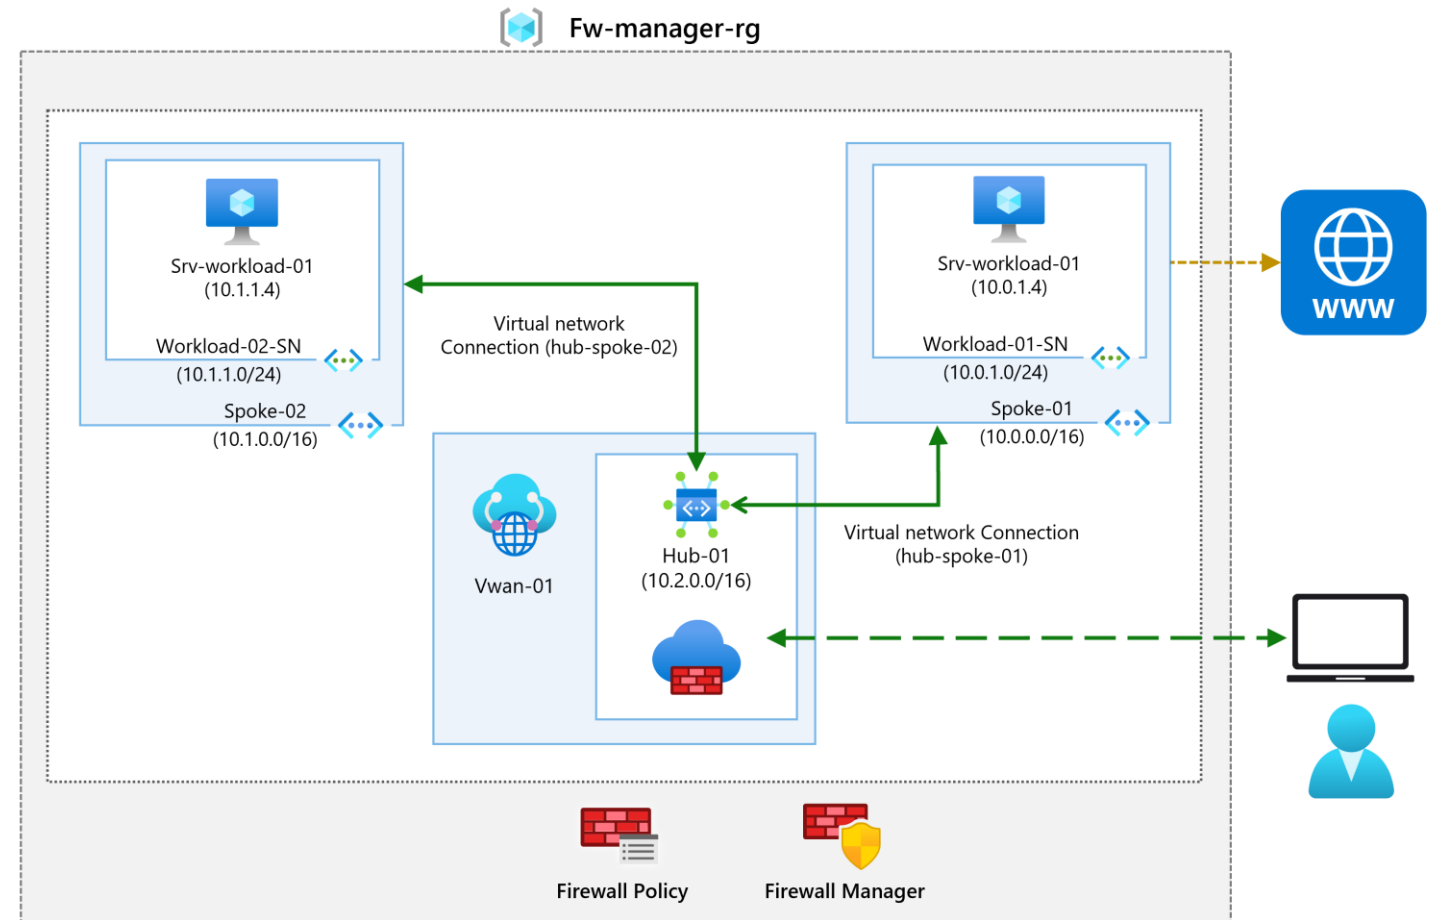 Fw-manager-rg
Srv-workload-01
(10.1.1.4)
Workload-02-SN
(10.1.1.0/24)
Spoke-02
(10.1.0.0/16)
Virtual network
Connection (hub-spoke-02)
Srv-workload-01
(10.0.1.4)
Workload-01-SN
(10.0.1.0/24)
Spoke-01
(10.0.0.0/16)
www
Vwan-01
Hub-01
(10.2.0.0/16)
Virtual network Connection
(hub-spoke-01)
Firewall Policy
Firewall Manager